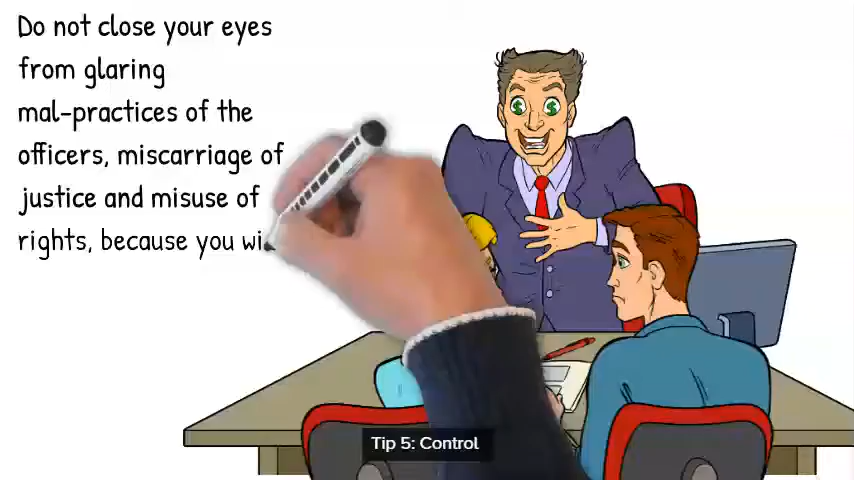 Do not close your eyes
from glaring
mal-practices of the
officers, miscarriage of
justice and misuse of
rights, because you wi
Tip 5: Control